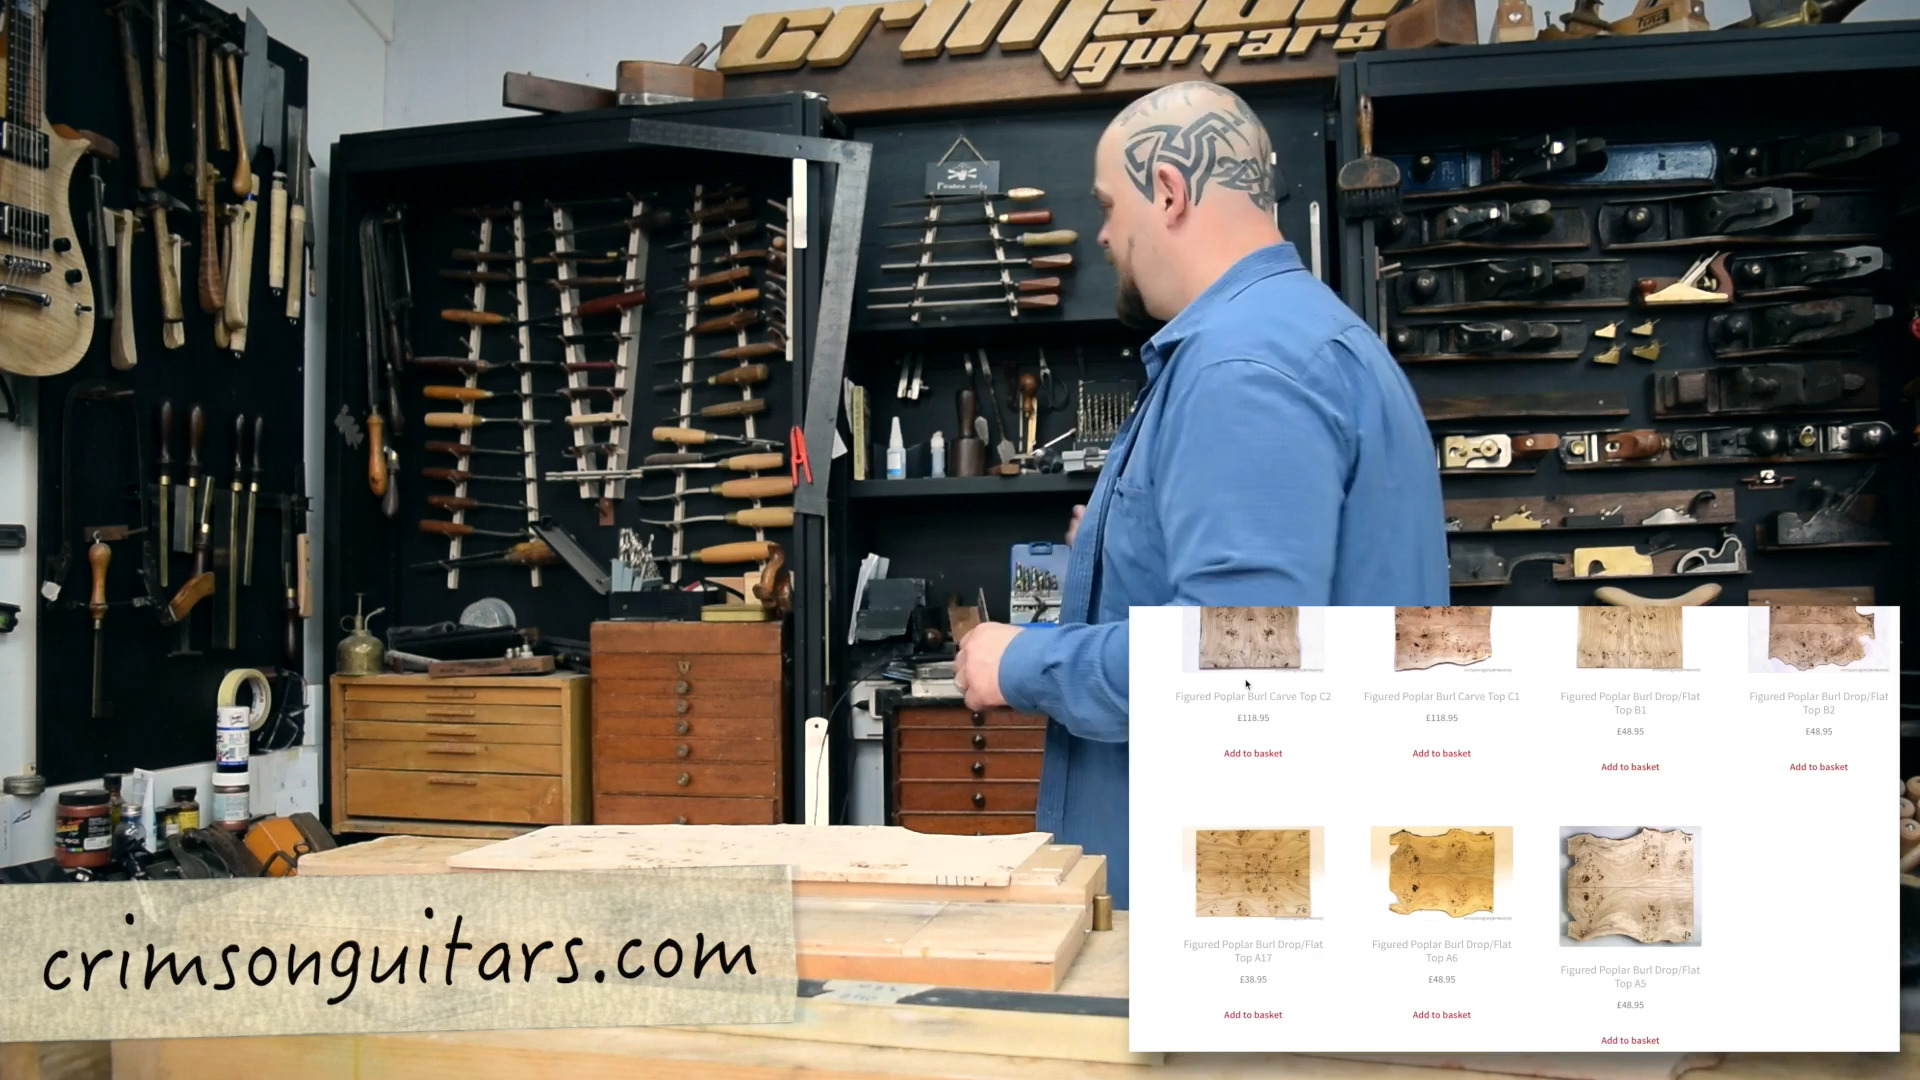 crimson
guitars
Pirates only
crimsonguitars.com
Figured Poplar Burl Carve Top C2
£118.95
Add to basket
Figured Poplar Burl Carve Top C1
£118.95
Add to basket
Figured Poplar Burl Drop/Flat
Top B1
£48.95
Add to basket
Figured Poplar Burl Drop/Flat
Top B2
£48.95
Add to basket
Figured Poplar Burl Drop/Flat
Top A17
£38.95
Add to basket
Figured Poplar Burl Drop/Flat
Top A6
£48.95
Add to basket
Figured Poplar Burl Drop/Flat
Top A5
£48.95
Add to basket